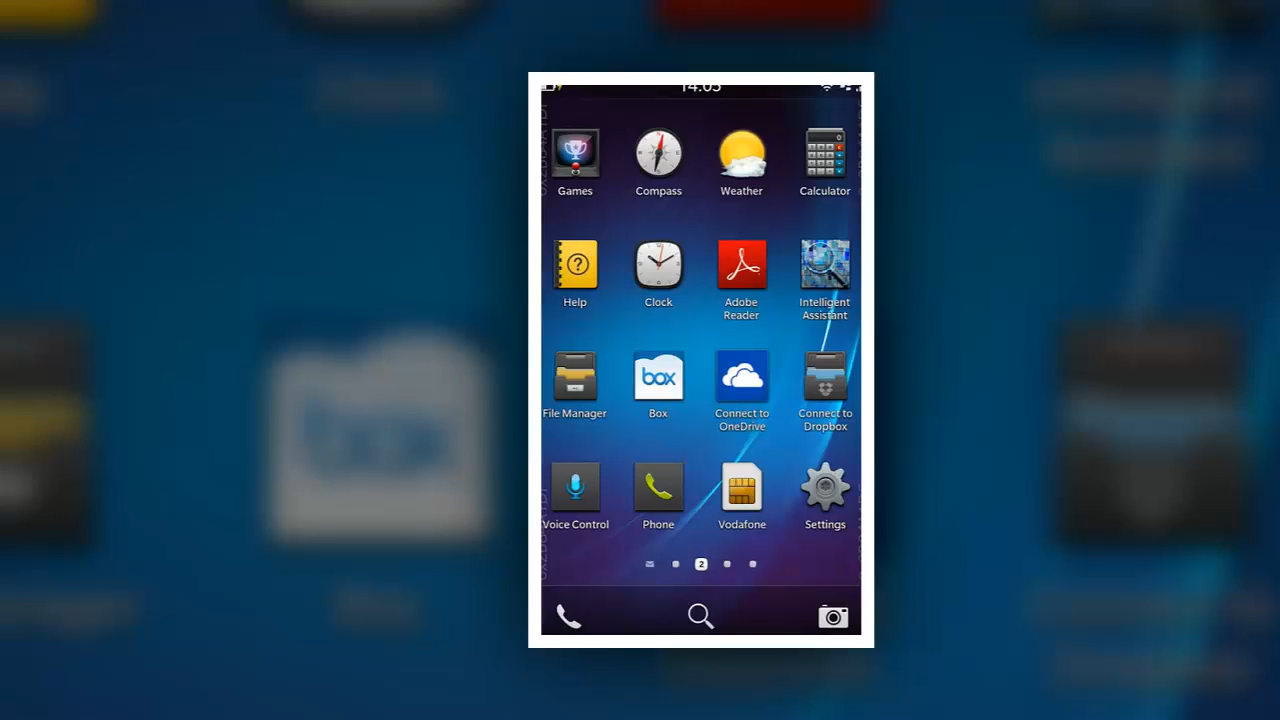 14:05
Games Compass Weather Calculator
Help Clock Adobe Reader Intelligent Assistant
box
File Manager Box Connect to OneDrive Connect to Dropbox
Voice Control Phone Vodafone Settings
2